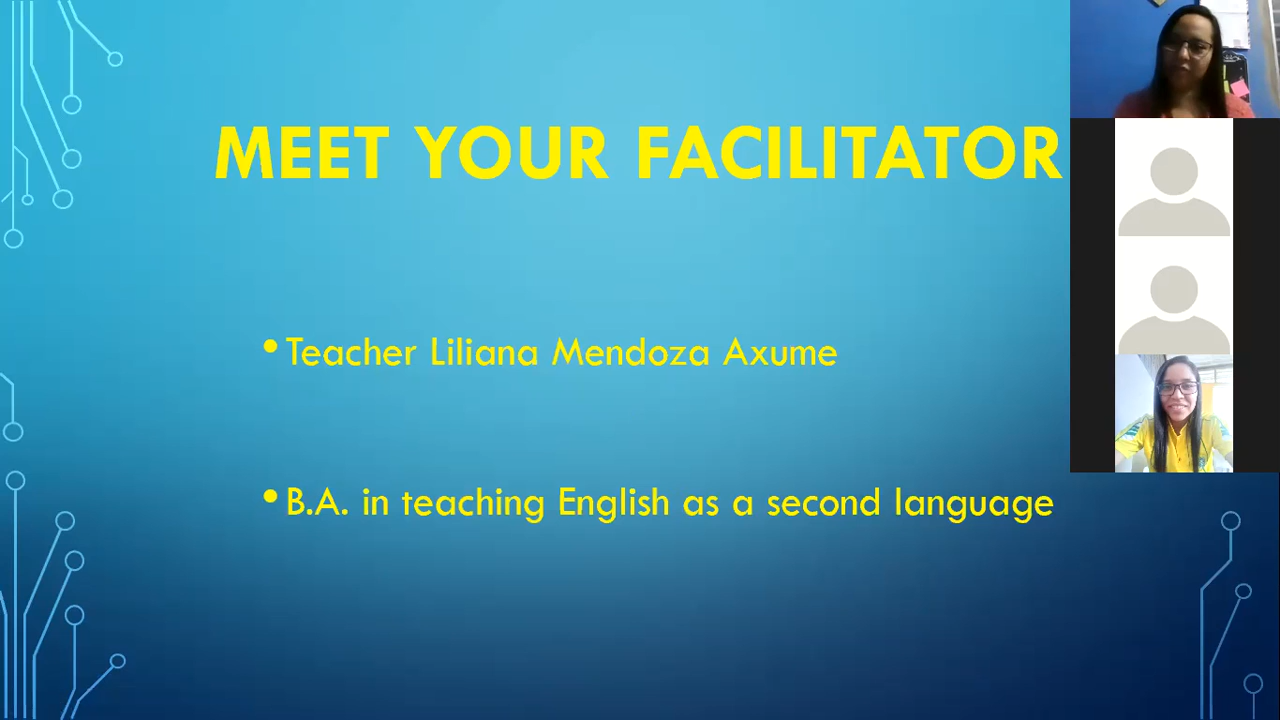 MEET YOUR FACILITATOR
• Teacher Liliana Mendoza Axume
• B.A. in teaching English as a second language